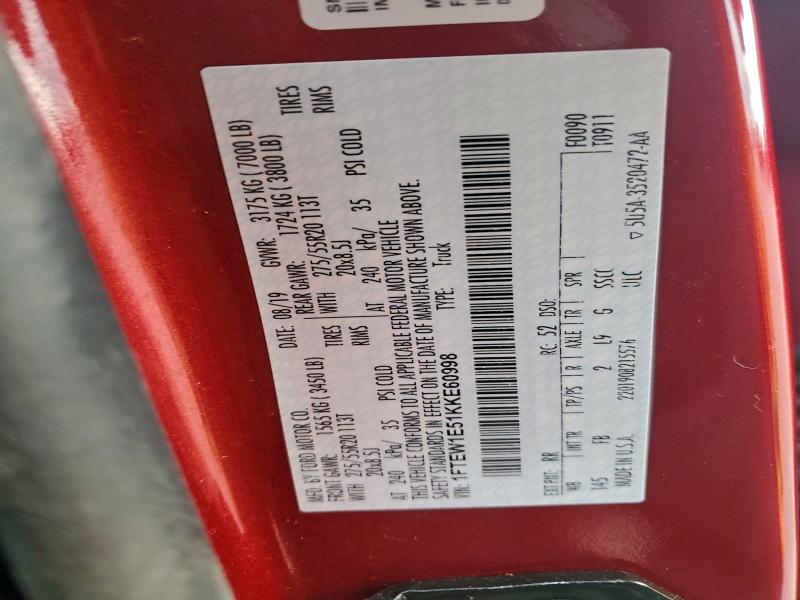 MFD. BY FORD MOTOR CO.
DATE: 08/19 GVWR: 3175 KG ( 7000 LB)
FRONT GAWR: 1565 KG ( 3450 LB) REAR GAWR: 1724 KG ( 3800 LB)
WITH 275/55R20 113T TIRES WITH 275/55R20 113T TIRES
20x8.5J RIMS 20x8.5J RIMS
AT 240 kPa/ 35 PSI COLD AT 240 kPa/ 35 PSI COLD
THIS VEHICLE CONFORMS TO ALL APPLICABLE FEDERAL MOTOR VEHICLE
SAFETY STANDARDS IN EFFECT ON THE DATE OF MANUFACTURE SHOWN ABOVE.
VIN: 1FTEW1E51KKE60998 TYPE: Truck
F0090
EXT PNT: RR RC: 52 DSO: T0911
WB INT TR TP/PS R AXLE TR SPR
145 FB 2 L9 G SSCC
MADE IN U.S.A. 2201908215576 ULC
▽ 5U5A-3520472-AA